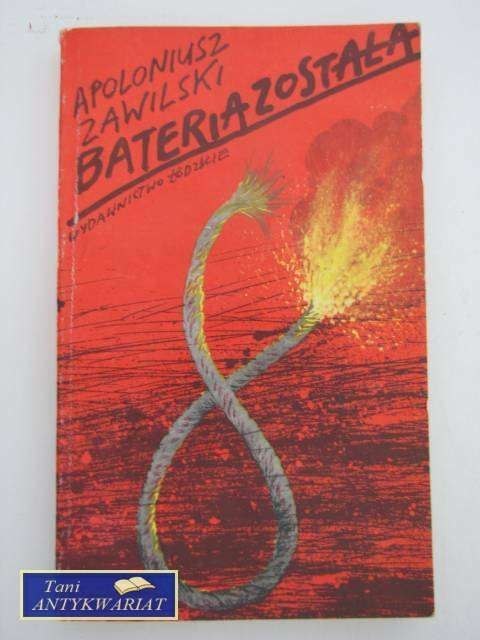 APOLONIUSZ
ZAWILSKI
BATERIA ZOSTAŁA
WYDAWNICTWO ŁÓDZKIE
Tani
ANTYKWARIAT